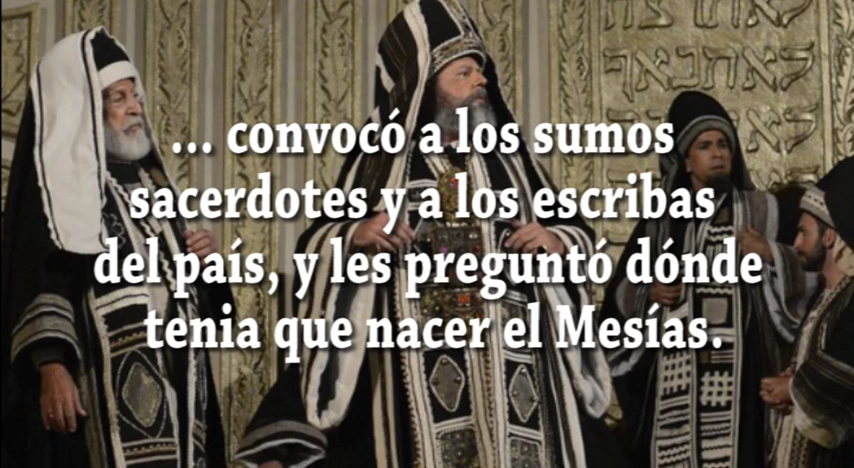 ... convocó a los sumos
sacerdotes y a los escribas
del país, y les preguntó dónde
tenia que nacer el Mesías.